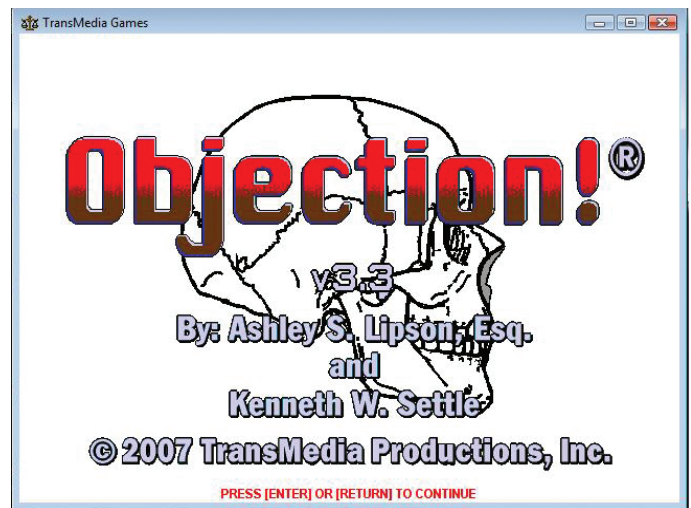 TransMedia Games
Objection!®
v3.3
By: Ashley S. Lipson, Esq.
and
Kenneth W. Settle
© 2007 TransMedia Productions, Inc.
PRESS [ENTER] OR [RETURN] TO CONTINUE